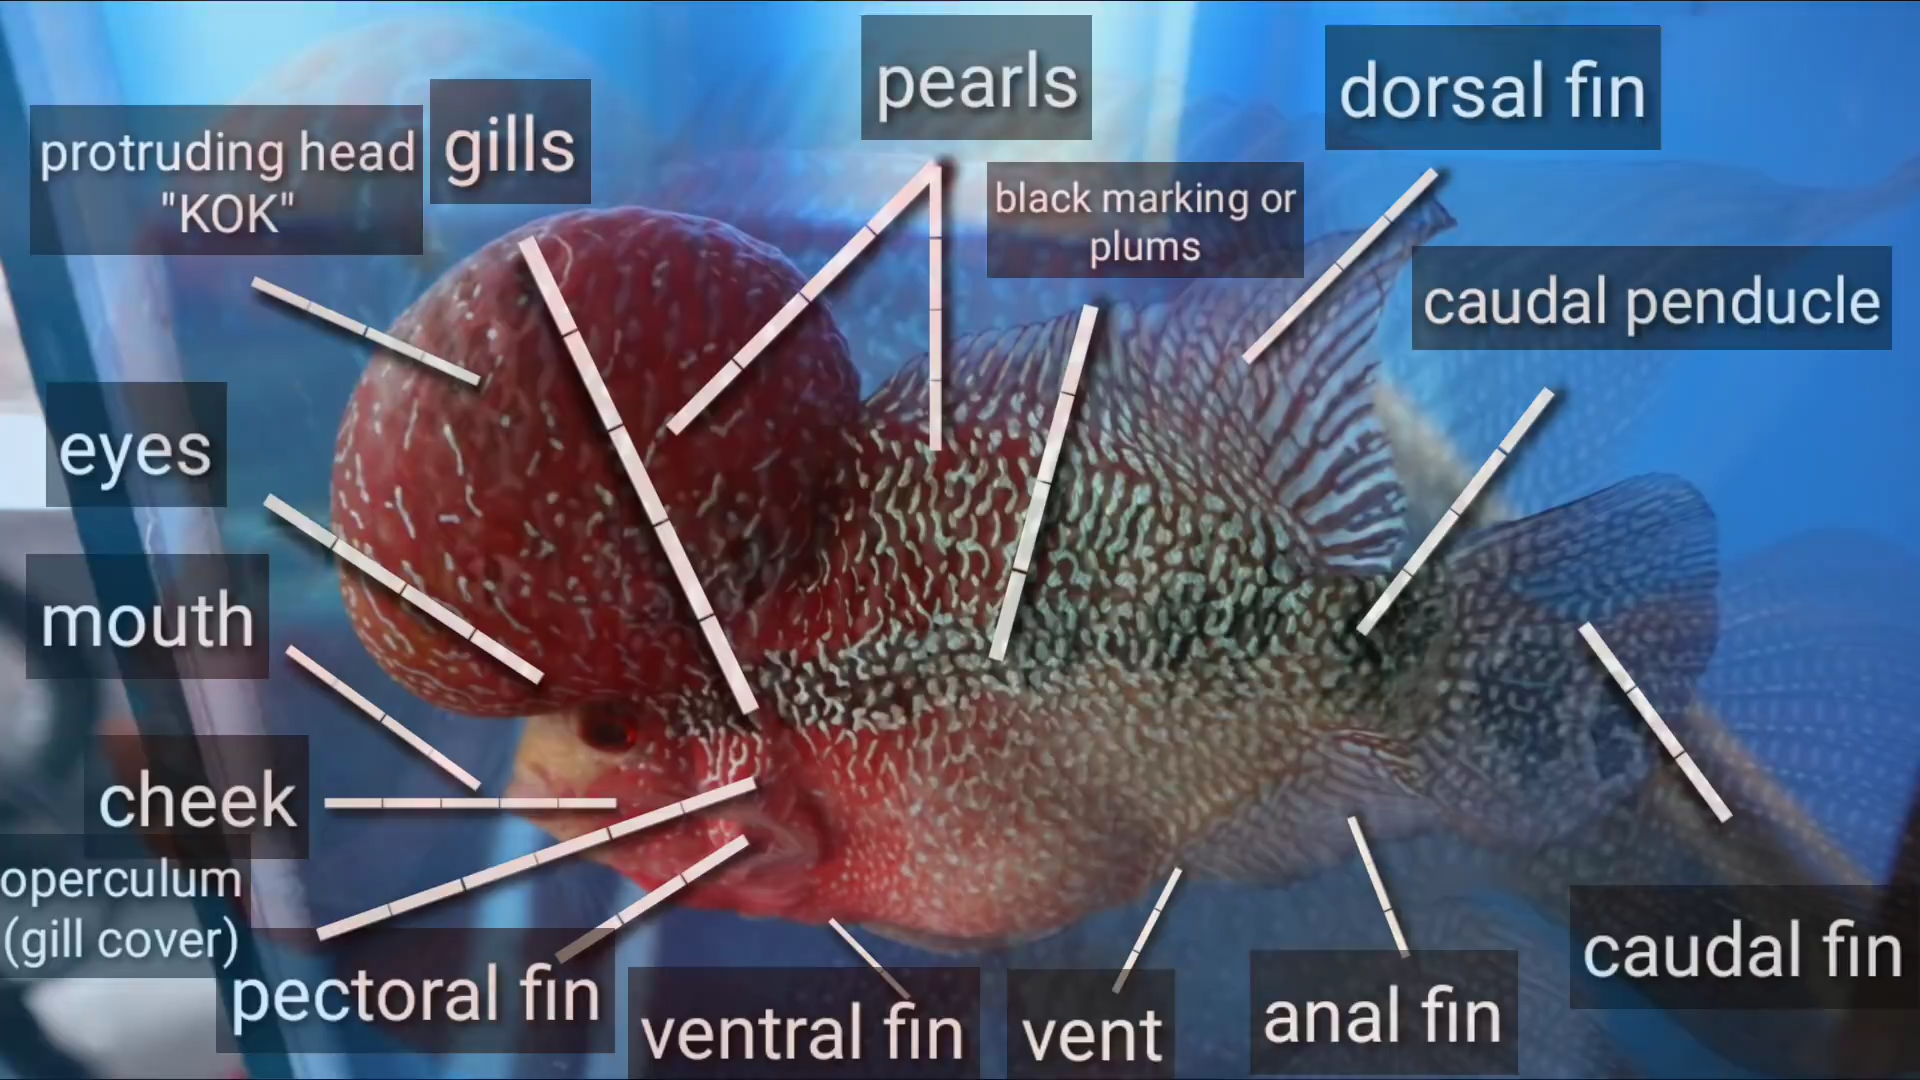 pearls
dorsal fin
protruding head
"KOK"
gills
black marking or
plums
caudal penducle
eyes
mouth
cheek
operculum
(gill cover)
pectoral fin
ventral fin
vent
anal fin
caudal fin